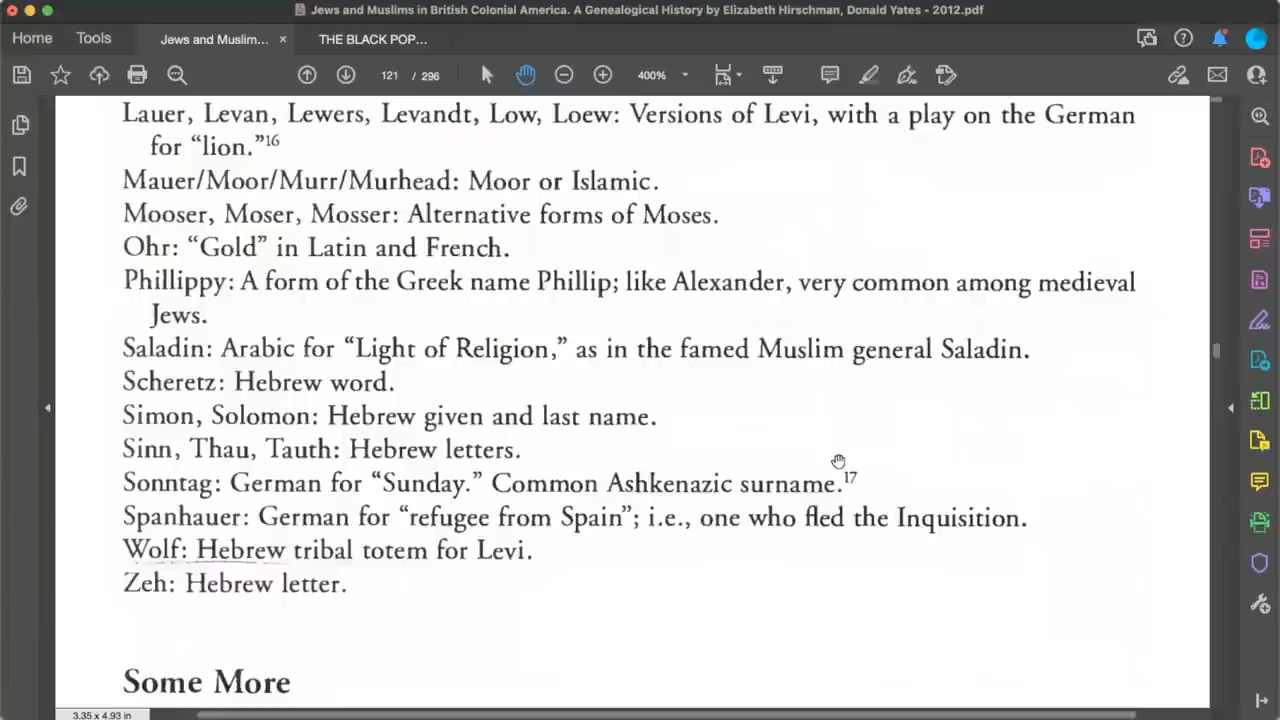 Jews and Muslims in British Colonial America. A Genealogical History by Elizabeth Hirschman, Donald Yates - 2012.pdf
Home Tools Jews and Muslim... × THE BLACK POP...
121 / 296 400%
Lauer, Levan, Lewers, Levandt, Low, Loew: Versions of Levi, with a play on the German
for “lion.”16
Mauer/Moor/Murr/Murhead: Moor or Islamic.
Mooser, Moser, Mosser: Alternative forms of Moses.
Ohr: “Gold” in Latin and French.
Phillippy: A form of the Greek name Phillip; like Alexander, very common among medieval
Jews.
Saladin: Arabic for “Light of Religion,” as in the famed Muslim general Saladin.
Scheretz: Hebrew word.
Simon, Solomon: Hebrew given and last name.
Sinn, Thau, Tauth: Hebrew letters.
Sonntag: German for “Sunday.” Common Ashkenazic surname.17
Spanhauer: German for “refugee from Spain”; i.e., one who fled the Inquisition.
Wolf: Hebrew tribal totem for Levi.
Zeh: Hebrew letter.
Some More
3.35 x 4.93 in